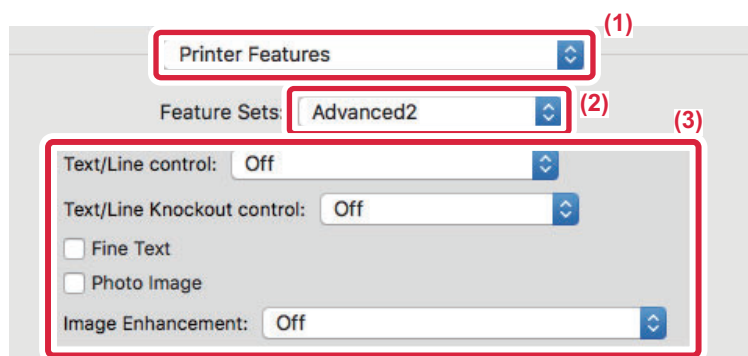 (1)
Printer Features
Feature Sets: Advanced2 (2)
(3)
Text/Line control: Off
Text/Line Knockout control: Off
Fine Text
Photo Image
Image Enhancement: Off